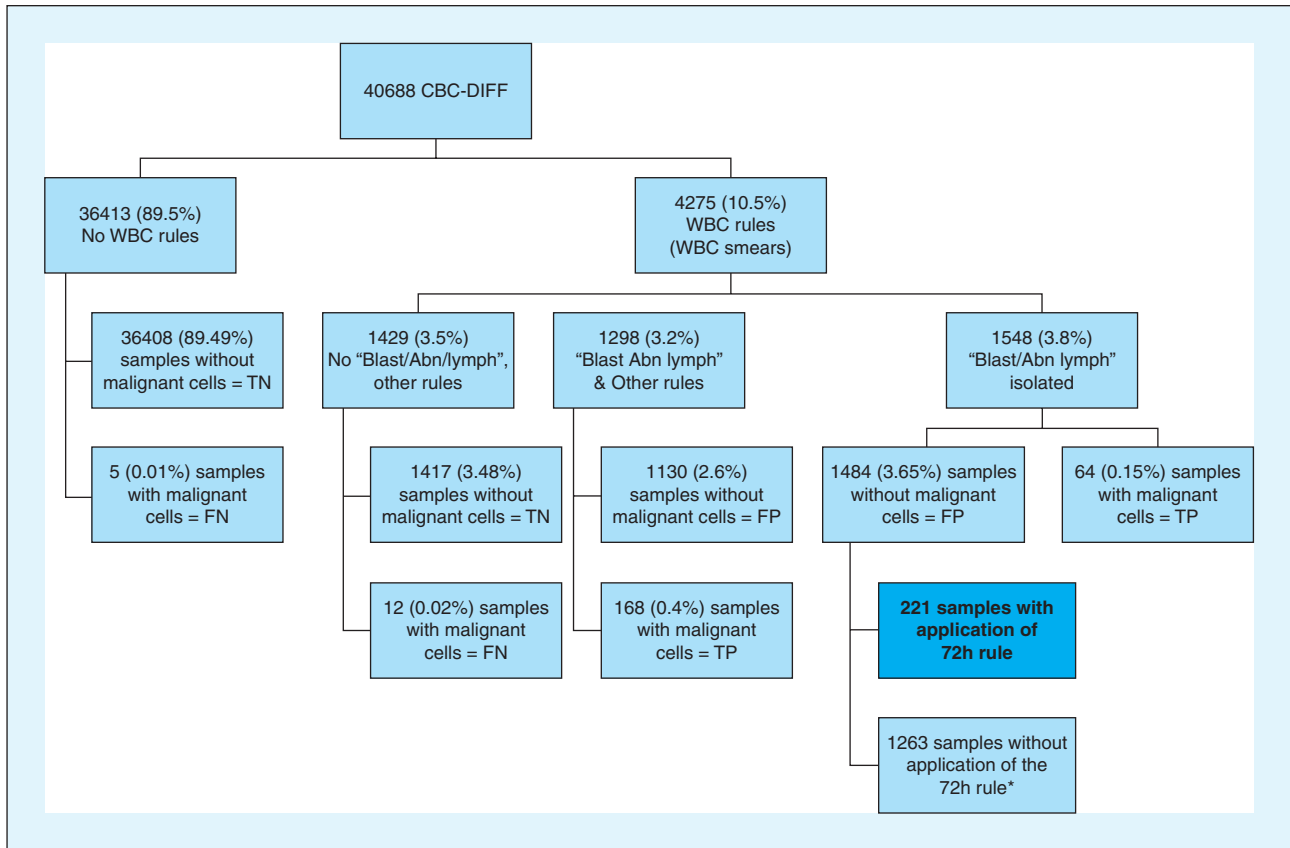 40688 CBC-DIFF
36413 (89.5%)
No WBC rules
4275 (10.5%)
WBC rules
(WBC smears)
36408 (89.49%)
samples without
malignant cells = TN
5 (0.01%) samples
with malignant
cells = FN
1429 (3.5%)
No “Blast/Abn/lymph”,
other rules
1417 (3.48%)
samples without
malignant cells = TN
12 (0.02%) samples
with malignant
cells = FN
1298 (3.2%)
“Blast Abn lymph”
& Other rules
1130 (2.6%)
samples without
malignant cells = FP
168 (0.4%) samples
with malignant
cells = TP
1548 (3.8%)
“Blast/Abn lymph”
isolated
1484 (3.65%) samples
without malignant
cells = FP
64 (0.15%) samples
with malignant
cells = TP
221 samples with
application of
72h rule
1263 samples without
application of the
72h rule*